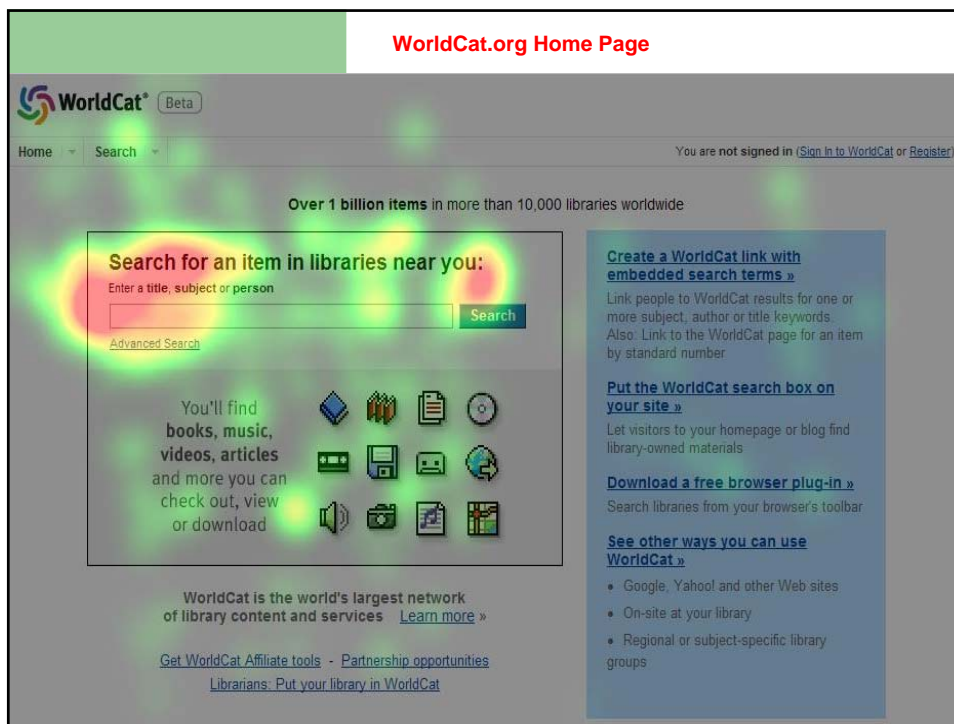 WorldCat.org Home Page
WorldCat® Beta
Home Search
You are not signed in (Sign In to WorldCat or Register)
Over 1 billion items in more than 10,000 libraries worldwide
Search for an item in libraries near you:
Enter a title, subject or person
Search
Advanced Search
You'll find
books, music,
videos, articles
and more you can
check out, view
or download
WorldCat is the world's largest network
of library content and services Learn more »
Get WorldCat Affiliate tools - Partnership opportunities
Librarians: Put your library in WorldCat
Create a WorldCat link with
embedded search terms »
Link people to WorldCat results for one or
more subject, author or title keywords.
Also: Link to the WorldCat page for an item
by standard number
Put the WorldCat search box on
your site »
Let visitors to your homepage or blog find
library-owned materials
Download a free browser plug-in »
Search libraries from your browser's toolbar
See other ways you can use
WorldCat »
• Google, Yahoo! and other Web sites
• On-site at your library
• Regional or subject-specific library
groups